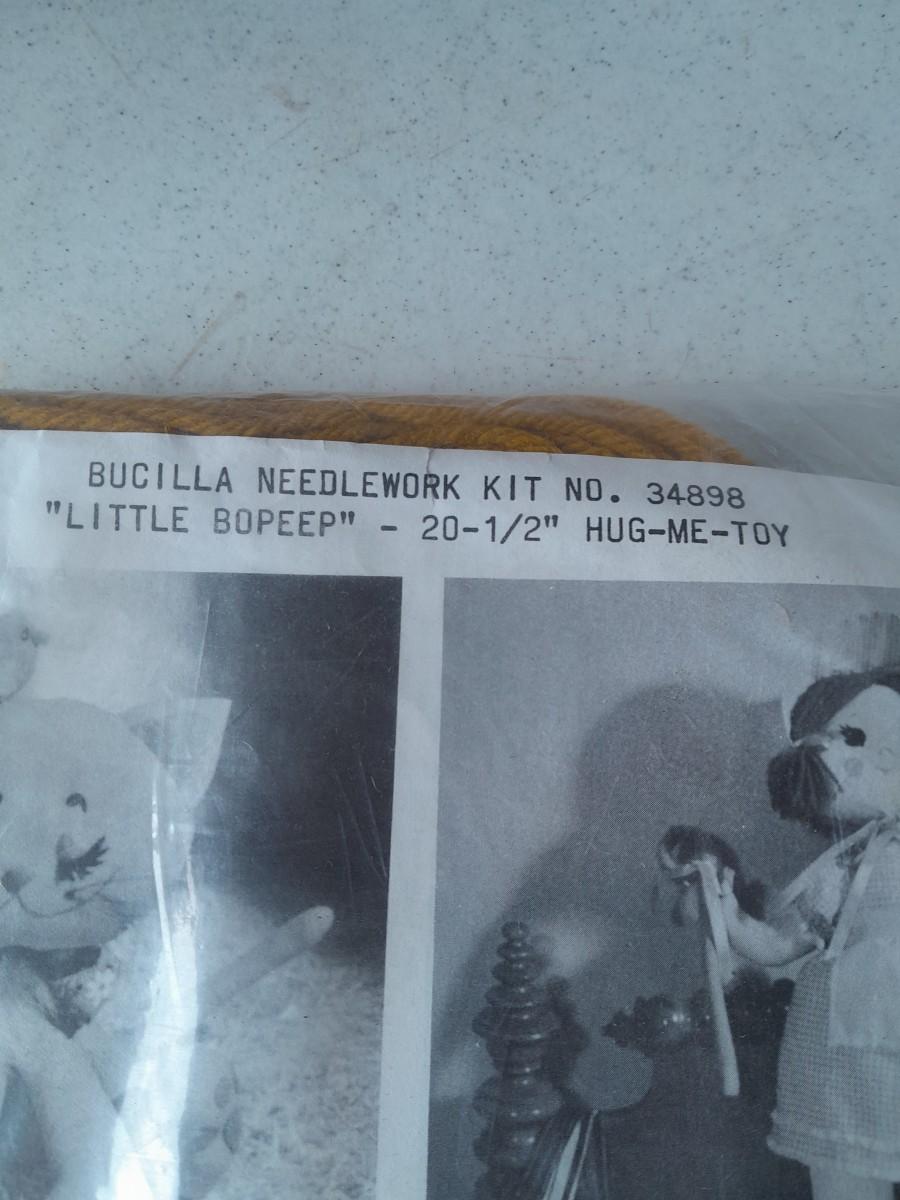 BUCILLA NEEDLEWORK KIT NO. 34898
"LITTLE BOPEEP" - 20-1/2" HUG-ME-TOY